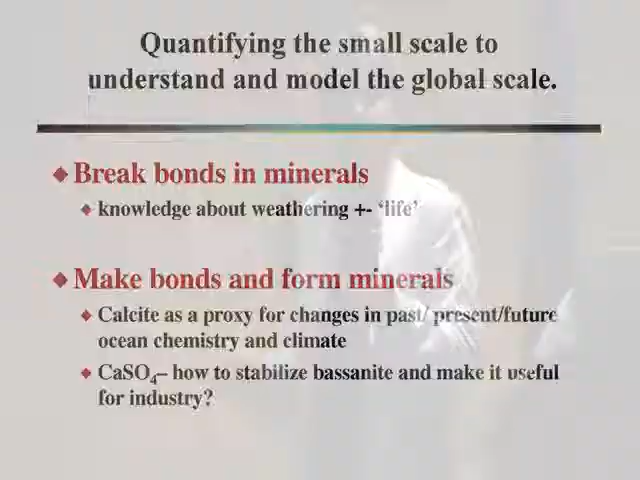 Quantifying the small scale to
understand and model the global scale.
Break bonds in minerals
knowledge about weathering +- ‘life’
Make bonds and form minerals
Calcite as a proxy for changes in past/ present/future
ocean chemistry and climate
CaSO₄– how to stabilize bassanite and make it useful
for industry?